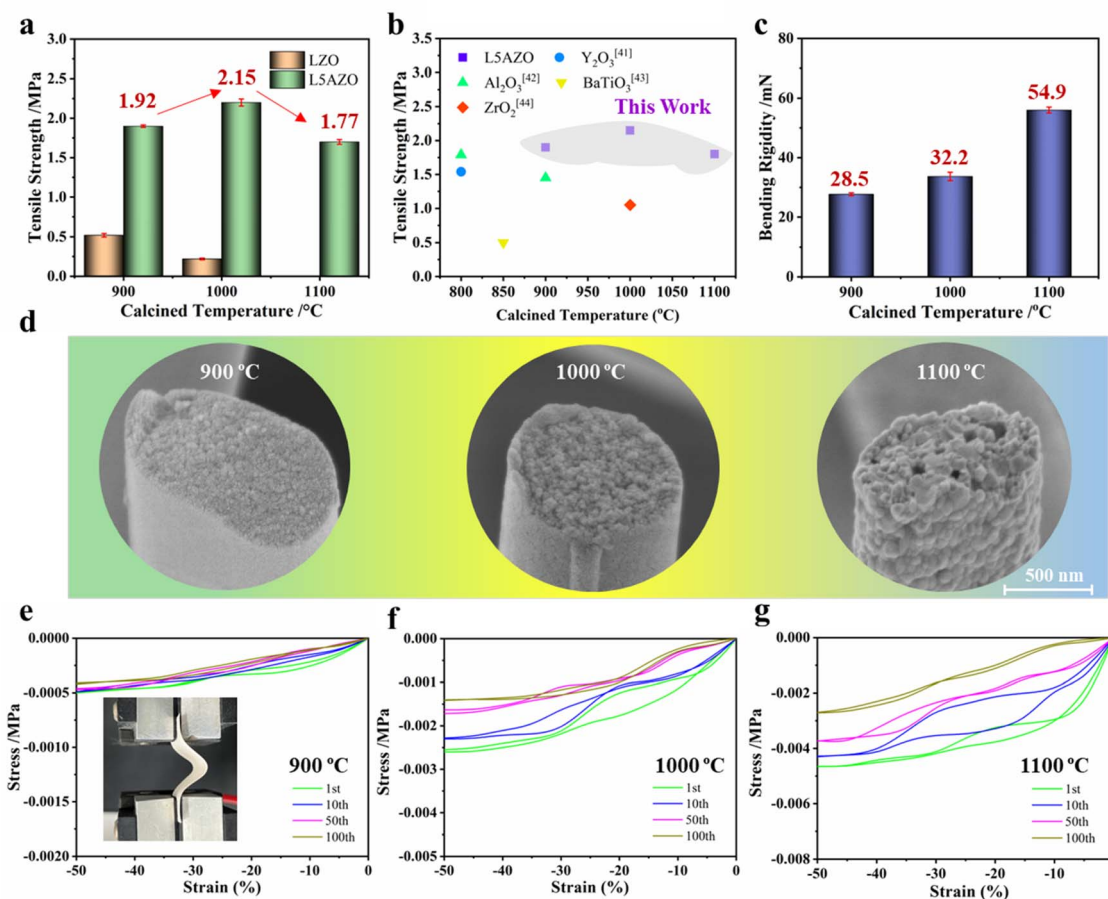 a
Tensile Strength /MPa
3.0
2.5
2.0
1.5
1.0
0.5
0.0
LZO
L5AZO
1.92
2.15
1.77
900
1000
1100
Calcined Temperature /°C
b
Tensile Strength /MPa
3.5
3.0
2.5
2.0
1.5
1.0
0.5
0.0
L5AZO
Y₂O₃[41]
Al₂O₃[42]
BaTiO₃[43]
ZrO₂[44]
This Work
800 850 900 950 1000 1050 1100
Calcined Temperature (°C)
c
Bending Rigidity /mN
80
60
40
20
0
28.5
32.2
54.9
900
1000
1100
Calcined Temperature /°C
d
900 °C
1000 °C
1100 °C
500 nm
e
Stress /MPa
0.0000
-0.0005
-0.0010
-0.0015
-0.0020
900 °C
1st
10th
50th
100th
-50 -40 -30 -20 -10 0
Strain (%)
f
Stress /MPa
0.000
-0.001
-0.002
-0.003
-0.004
-0.005
1000 °C
1st
10th
50th
100th
-50 -40 -30 -20 -10 0
Strain (%)
g
Stress /MPa
0.000
-0.002
-0.004
-0.006
-0.008
1100 °C
1st
10th
50th
100th
-50 -40 -30 -20 -10
Strain (%)